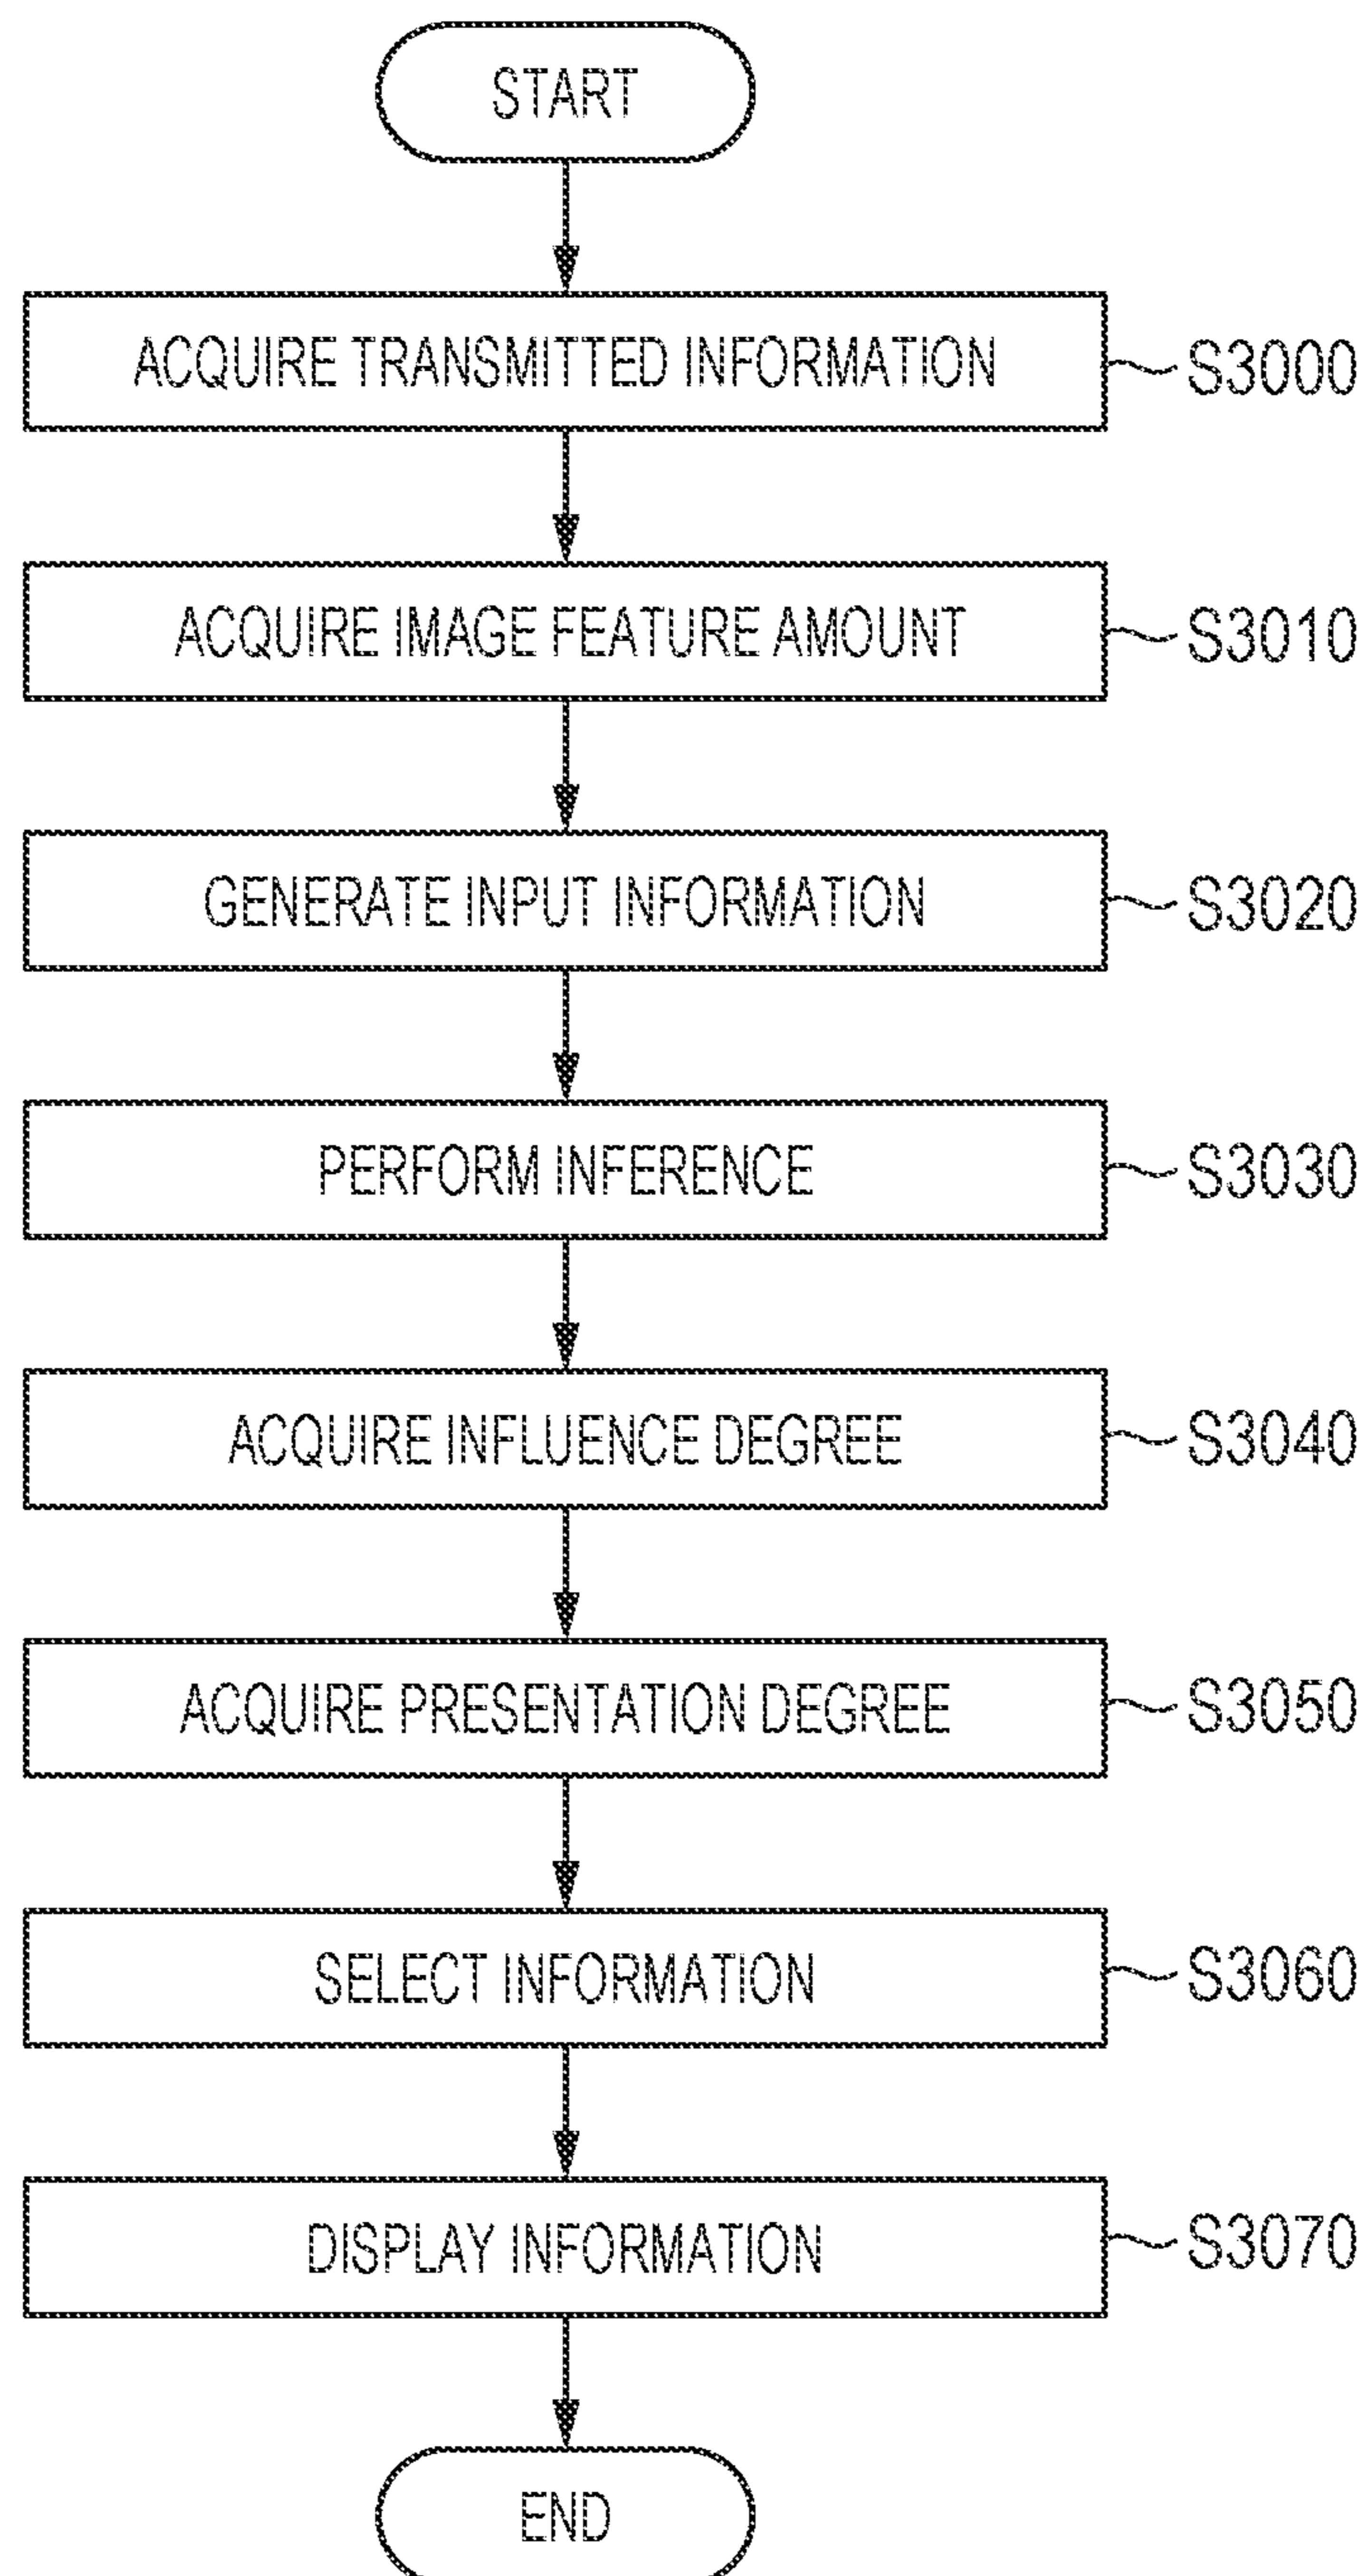 START
ACQUIRE TRANSMITTED INFORMATION S3000
ACQUIRE IMAGE FEATURE AMOUNT S3010
GENERATE INPUT INFORMATION S3020
PERFORM INFERENCE S3030
ACQUIRE INFLUENCE DEGREE S3040
ACQUIRE PRESENTATION DEGREE S3050
SELECT INFORMATION S3060
DISPLAY INFORMATION S3070
END